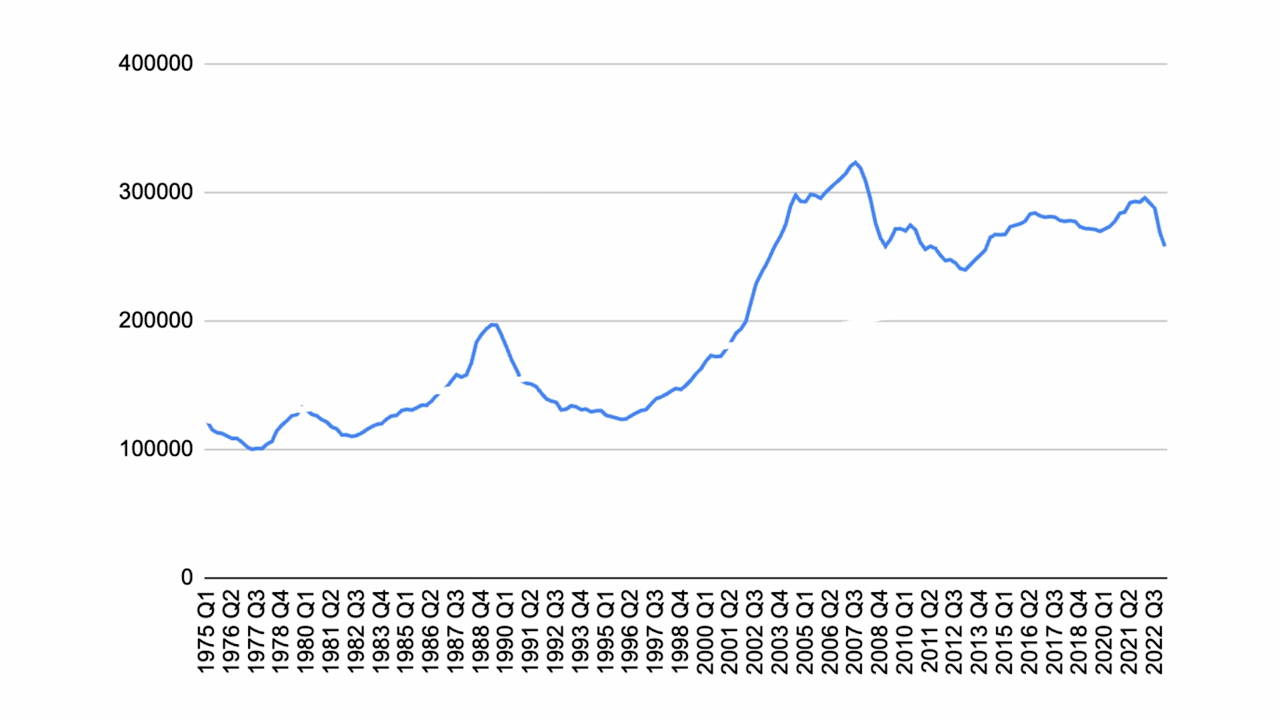 400000
300000
200000
100000
0
1975 Q1
1976 Q2
1977 Q3
1978 Q4
1980 Q1
1981 Q2
1982 Q3
1983 Q4
1985 Q1
1986 Q2
1987 Q3
1988 Q4
1990 Q1
1991 Q2
1992 Q3
1993 Q4
1995 Q1
1996 Q2
1997 Q3
1998 Q4
2000 Q1
2001 Q2
2002 Q3
2003 Q4
2005 Q1
2006 Q2
2007 Q3
2008 Q4
2010 Q1
2011 Q2
2012 Q3
2013 Q4
2015 Q1
2016 Q2
2017 Q3
2018 Q4
2020 Q1
2021 Q2
2022 Q3